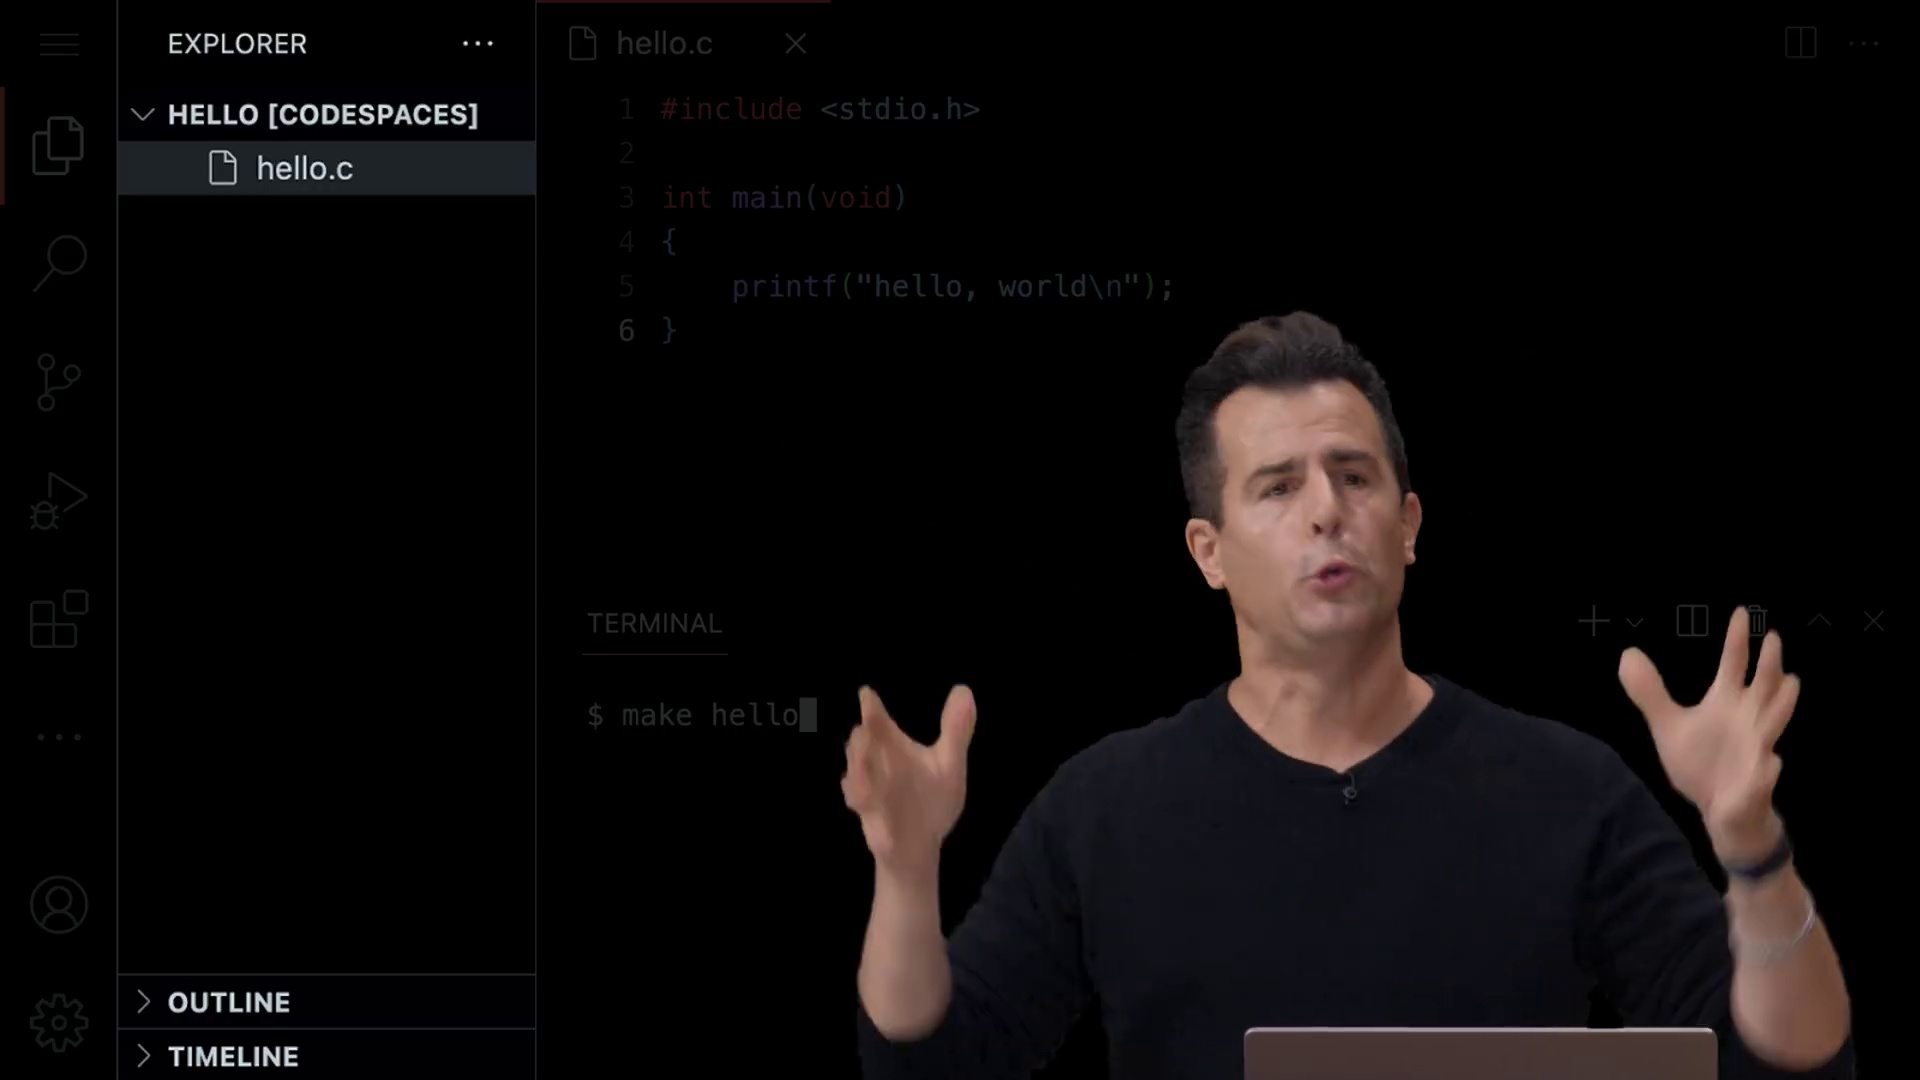 EXPLORER
HELLO [CODESPACES]
hello.c
OUTLINE
TIMELINE
hello.c
1 #include <stdio.h>
2
3 int main(void)
4 {
5     printf("hello, world\n");
6 }
TERMINAL
$ make hello